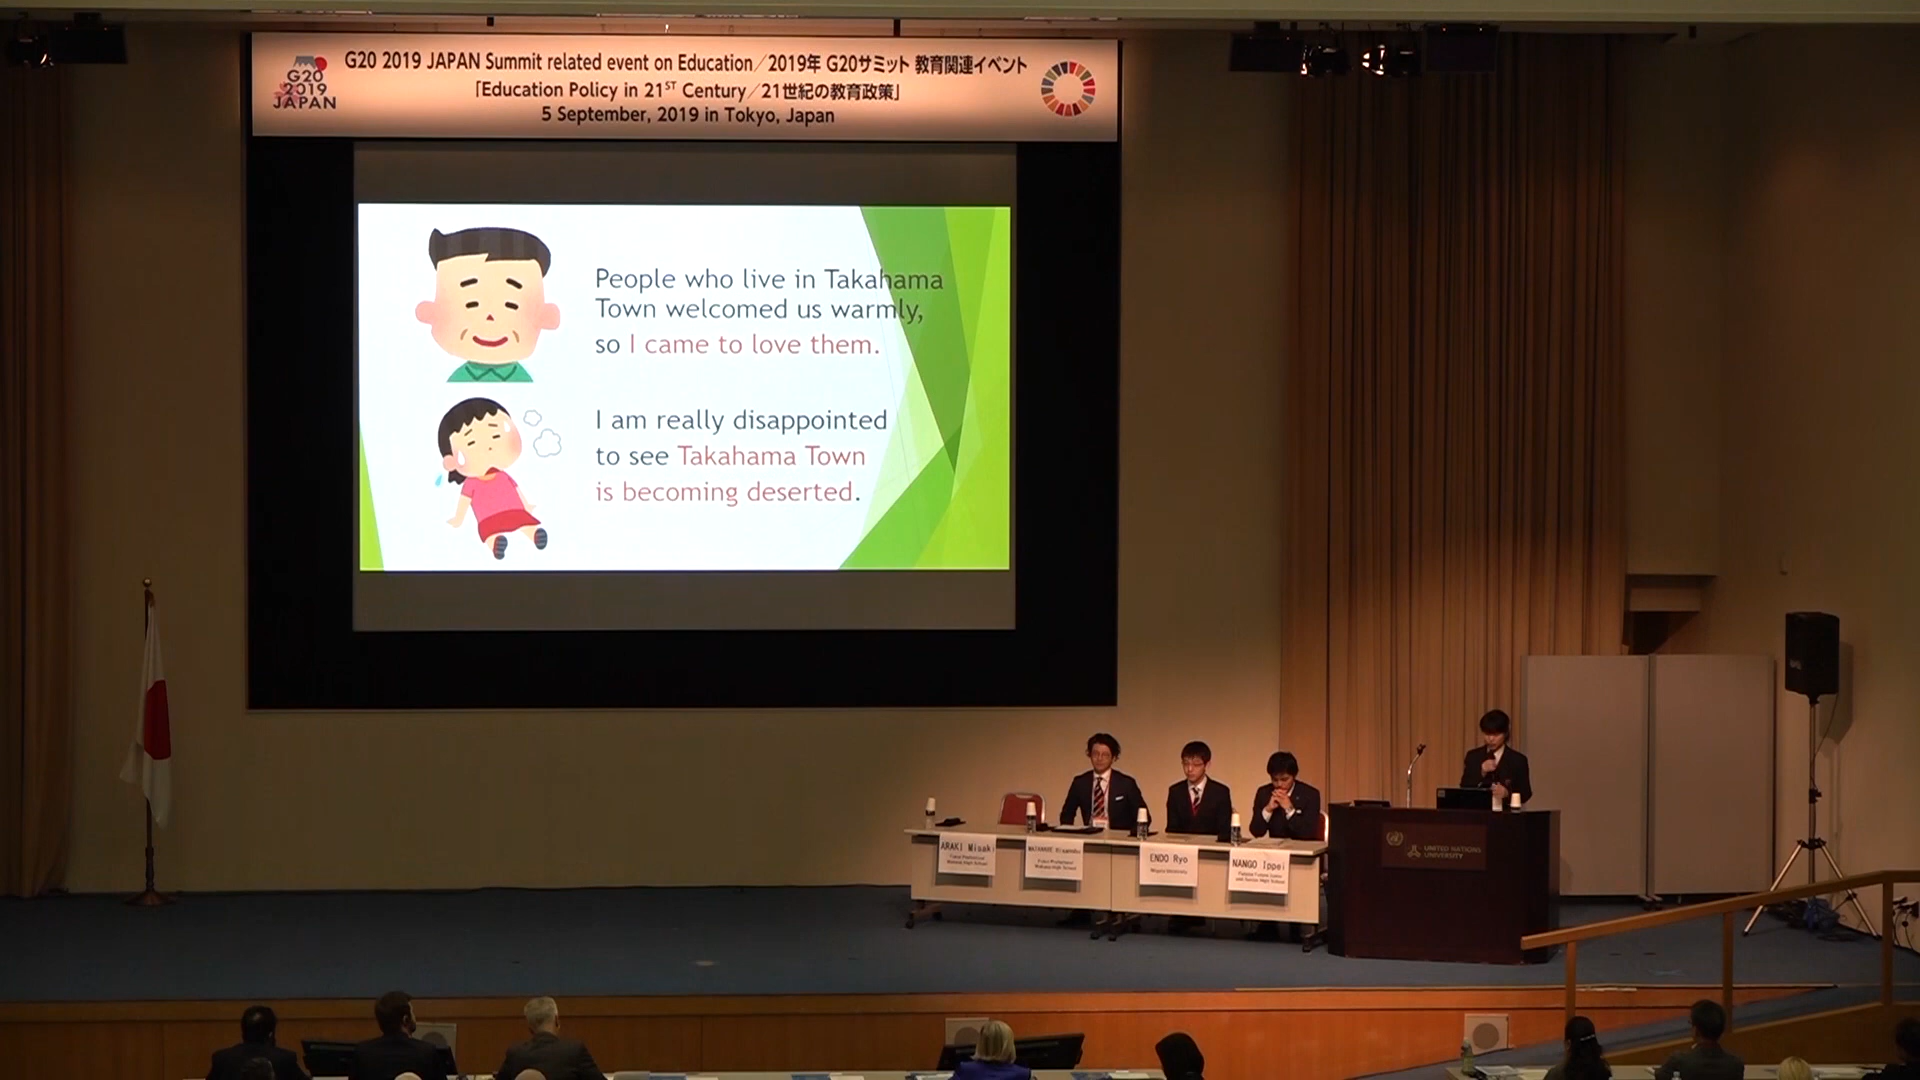 G20 2019 JAPAN Summit related event on Education／2019年 G20サミット 教育関連イベント
「Education Policy in 21ST Century／21世紀の教育政策」
5 September, 2019 in Tokyo, Japan
G20
2019
JAPAN
People who live in Takahama
Town welcomed us warmly,
so I came to love them.
I am really disappointed
to see Takahama Town
is becoming deserted.
ARAKI Misaki
ENDO Ryo
NANGO Ippei
UNITED NATIONS
UNIVERSITY